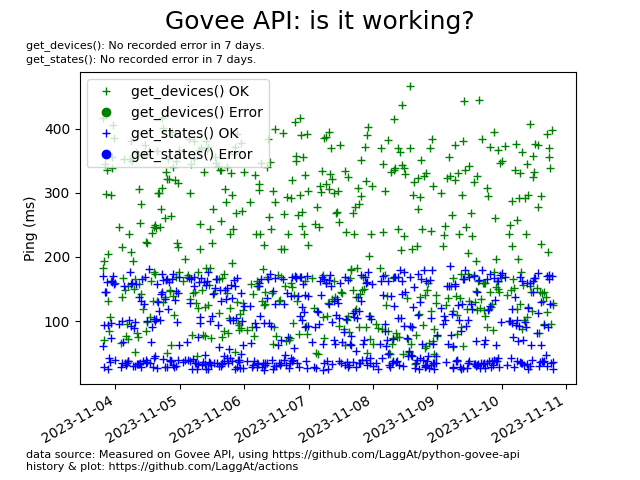 Govee API: is it working?
get_devices(): No recorded error in 7 days.
get_states(): No recorded error in 7 days.
get_devices() OK
get_devices() Error
get_states() OK
get_states() Error
Ping (ms)
400
300
200
100
2023-11-04
2023-11-05
2023-11-06
2023-11-07
2023-11-08
2023-11-09
2023-11-10
2023-11-11
data source: Measured on Govee API, using https://github.com/LaggAt/python-govee-api
history & plot: https://github.com/LaggAt/actions